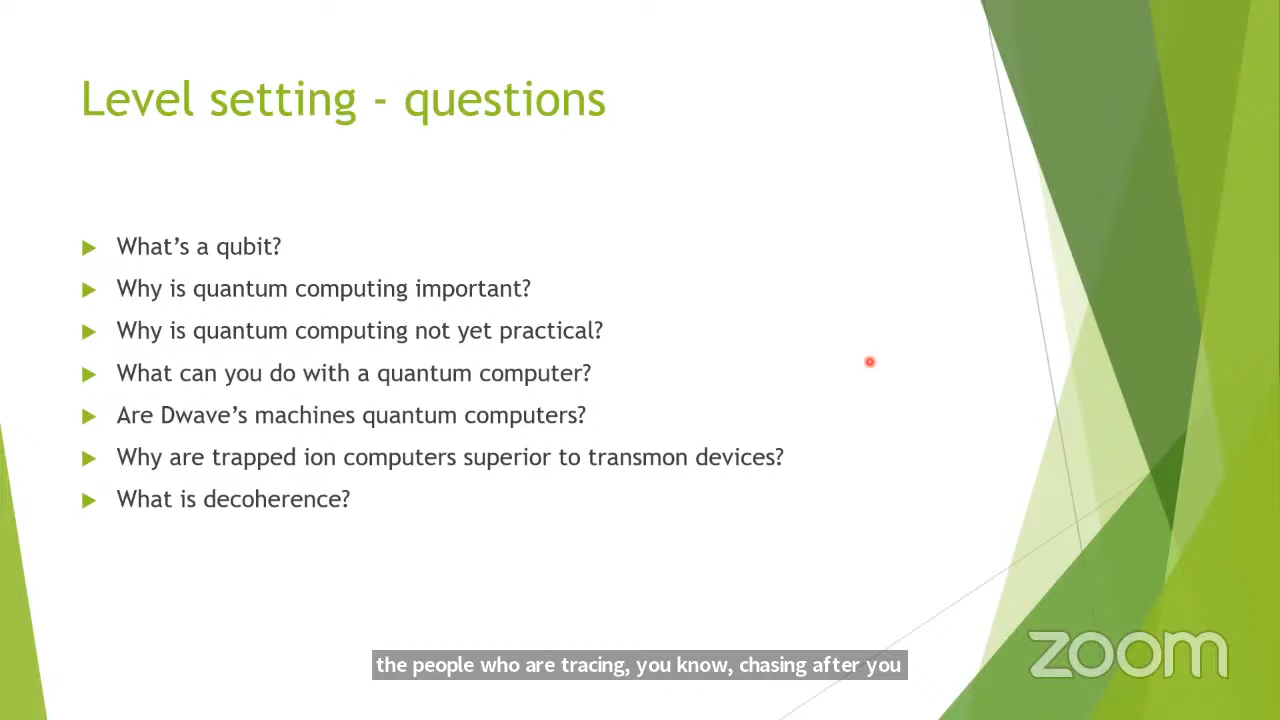 Level setting - questions
What's a qubit?
Why is quantum computing important?
Why is quantum computing not yet practical?
What can you do with a quantum computer?
Are Dwave's machines quantum computers?
Why are trapped ion computers superior to transmon devices?
What is decoherence?
the people who are tracing, you know, chasing after you
zoom